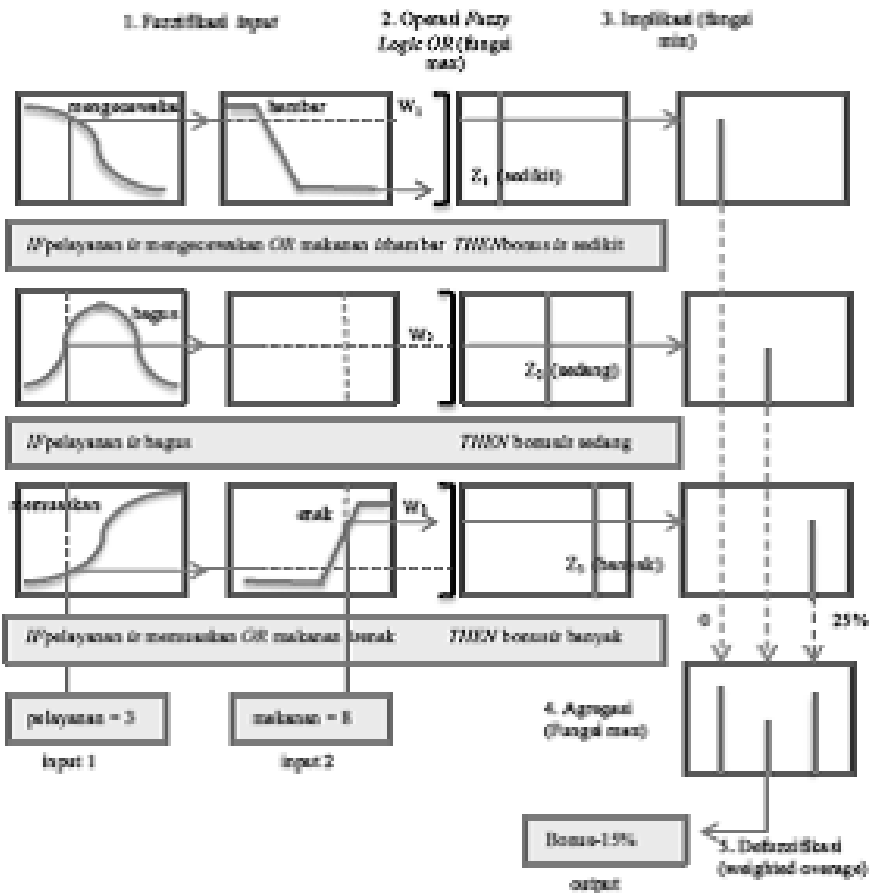 1. Fuzzifikasi input
2. Operasi Fuzzy
Logic OR (fungsi
max)
3. Implikasi (fungsi
min)
mengecewakan
hambar
W₁
Z₁ (sedikit)
IF pelayanan is mengecewakan OR makanan is hambar THEN bonus is sedikit
bagus
W₂
Z₂ (sedang)
IF pelayanan is bagus THEN bonus is sedang
memuaskan
enak
W₃
Z₃ (banyak)
IF pelayanan is memuaskan OR makanan is enak THEN bonus is banyak
0
25%
pelayanan = 3
makanan = 8
4. Agregasi
(Fungsi max)
input 1
input 2
Bonus-15%
5. Defuzzifikasi
(weighted average)
output